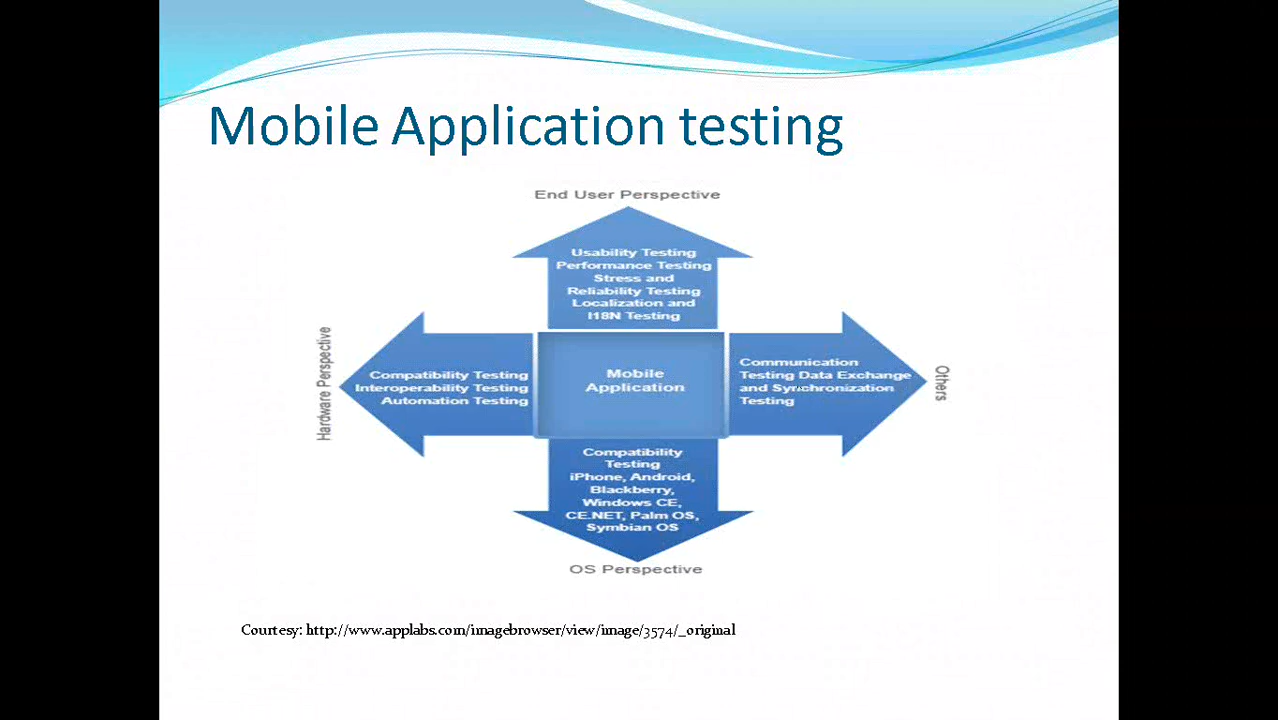 Mobile Application testing
End User Perspective
Usability Testing
Performance Testing
Stress and
Reliability Testing
Localization and
I18N Testing
Hardware Perspective
Compatibility Testing
Interoperability Testing
Automation Testing
Mobile
Application
Communication
Testing Data Exchange
and Synchronization
Testing
Others
Compatibility
Testing
iPhone, Android,
Blackberry,
Windows CE,
CE.NET, Palm OS,
Symbian OS
OS Perspective
Courtesy: http://www.applabs.com/imagebrowser/view/image/3574/_original